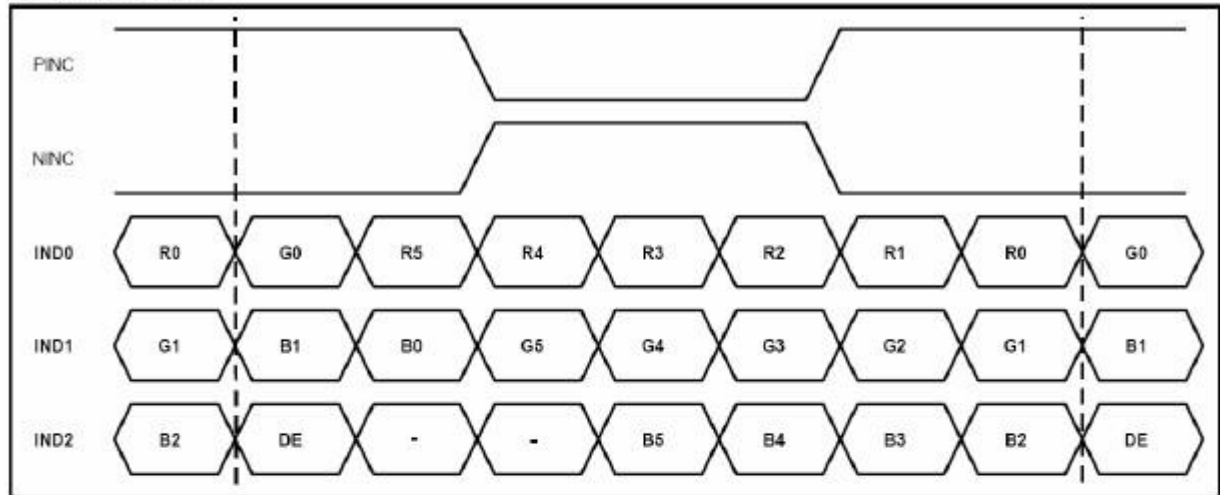 PINC
NINC
IND0 R0 G0 R5 R4 R3 R2 R1 R0 G0
IND1 G1 B1 B0 G5 G4 G3 G2 G1 B1
IND2 B2 DE - - B5 B4 B3 B2 DE